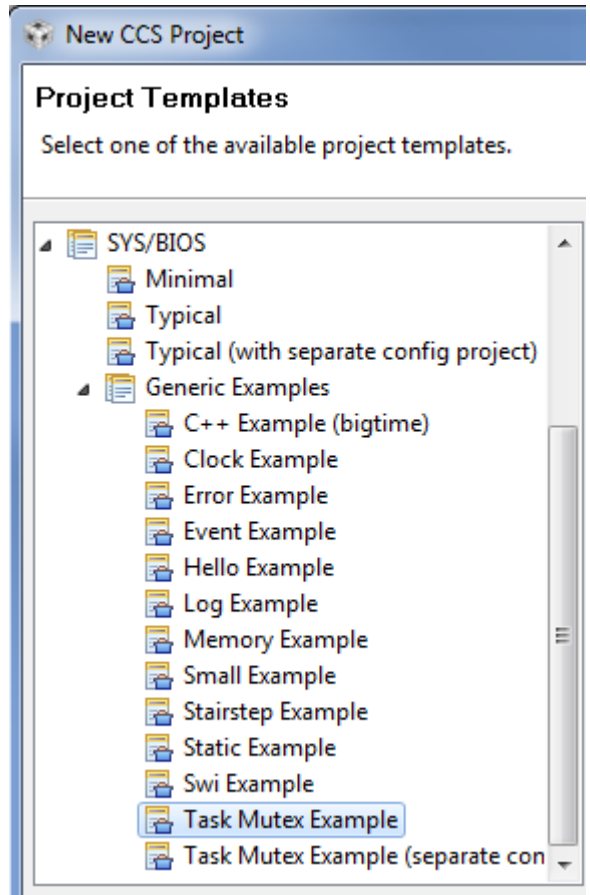 New CCS Project
Project Templates
Select one of the available project templates.
SYS/BIOS
Minimal
Typical
Typical (with separate config project)
Generic Examples
C++ Example (bigtime)
Clock Example
Error Example
Event Example
Hello Example
Log Example
Memory Example
Small Example
Stairstep Example
Static Example
Swi Example
Task Mutex Example
Task Mutex Example (separate con